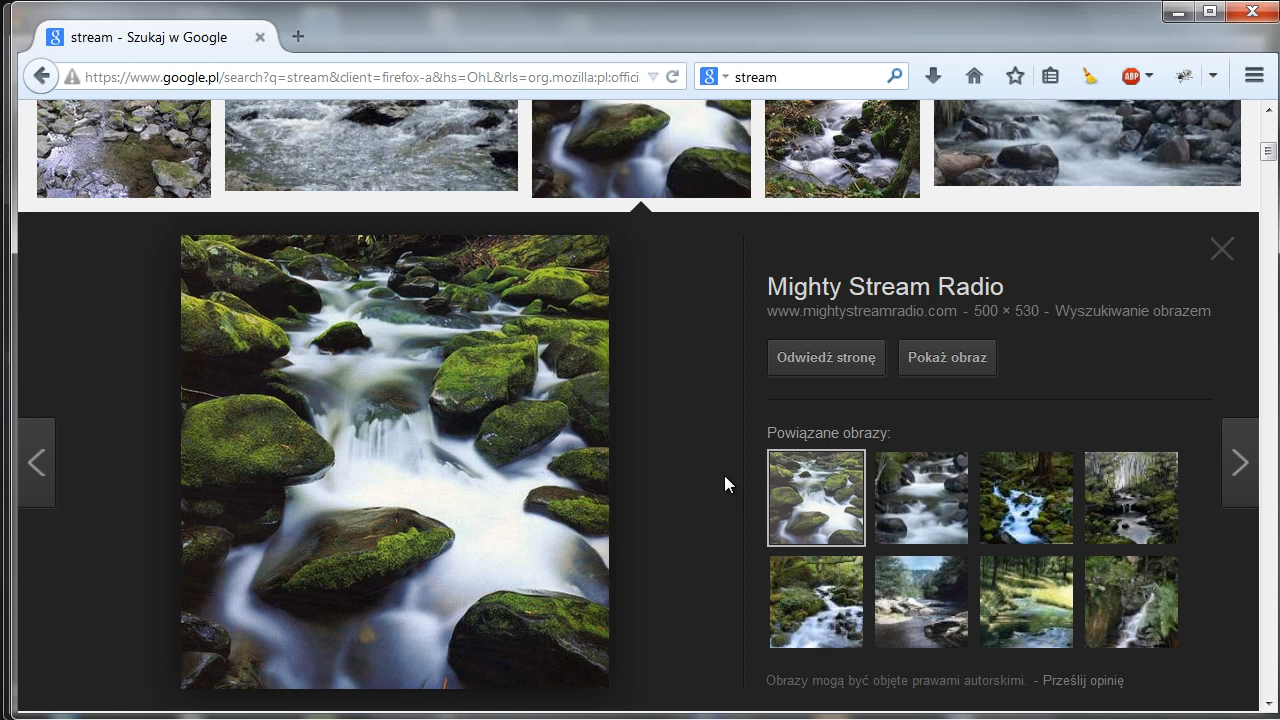 stream - Szukaj w Google
https://www.google.pl/search?q=stream&client=firefox-a&hs=OhL&rls=org.mozilla:pl:offici
stream
ABP
Mighty Stream Radio
www.mightystreamradio.com - 500 × 530 - Wyszukiwanie obrazem
Odwiedź stronę
Pokaż obraz
Powiązane obrazy:
Obrazy mogą być objęte prawami autorskimi. - Prześlij opinię